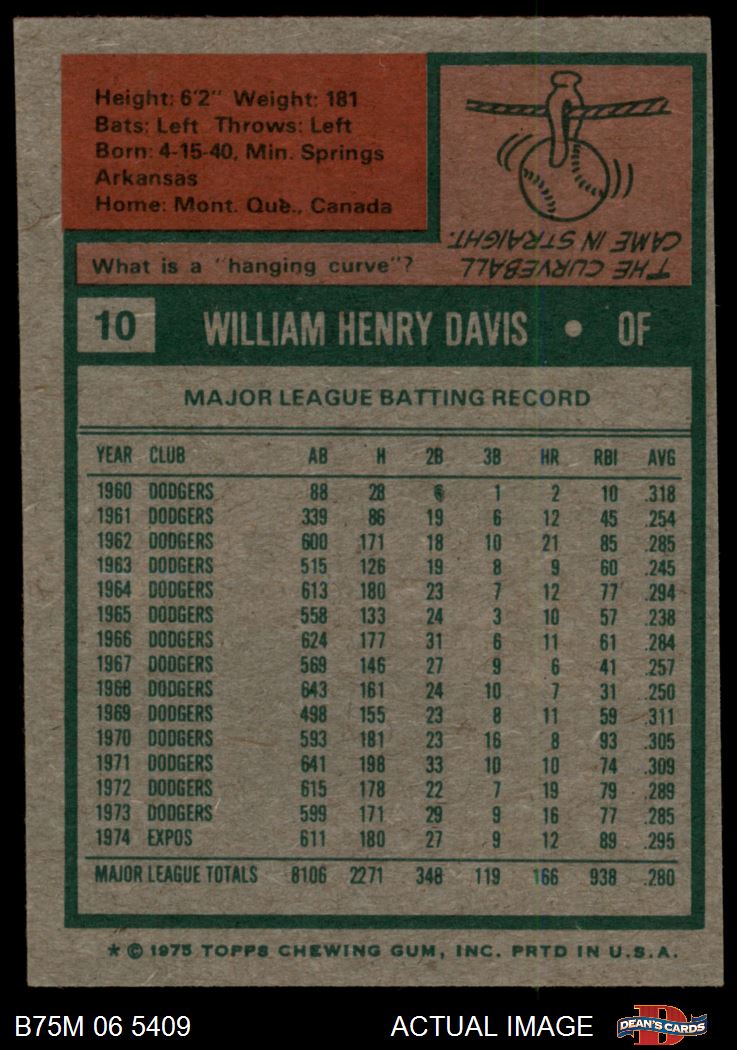 Height: 6'2" Weight: 181
Bats: Left Throws: Left
Born: 4-15-40, Min. Springs
Arkansas
Home: Mont. Que., Canada
What is a "hanging curve"?
THE CURVEBALL
CAME IN STRAIGHT.
10 WILLIAM HENRY DAVIS • OF
MAJOR LEAGUE BATTING RECORD
YEAR CLUB AB H 2B 3B HR RBI AVG
1960 DODGERS 88 28 6 1 2 10 .318
1961 DODGERS 339 86 19 6 12 45 .254
1962 DODGERS 600 171 18 10 21 85 .285
1963 DODGERS 515 126 19 8 9 60 .245
1964 DODGERS 613 180 23 7 12 77 .294
1965 DODGERS 558 133 24 3 10 57 .238
1966 DODGERS 624 177 31 6 11 61 .284
1967 DODGERS 569 146 27 9 6 41 .257
1968 DODGERS 643 161 24 10 7 31 .250
1969 DODGERS 498 155 23 8 11 59 .311
1970 DODGERS 593 181 23 16 8 93 .305
1971 DODGERS 641 198 33 10 10 74 .309
1972 DODGERS 615 178 22 7 19 79 .289
1973 DODGERS 599 171 29 9 16 77 .285
1974 EXPOS 611 180 27 9 12 89 .295
MAJOR LEAGUE TOTALS 8106 2271 348 119 166 938 .280
* © 1975 TOPPS CHEWING GUM, INC. PRTD IN U.S.A.
B75M 06 5409 ACTUAL IMAGE D DEAN'S CARDS